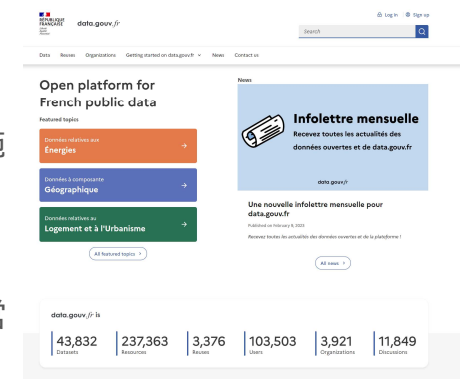 RÉPUBLIQUE
FRANÇAISE
data.gouv.fr
Log in
Sign up
Search
Data
Reuses
Organizations
Getting started on data.gouv.fr
News
Contact us
Open platform for
French public data
Featured topics
Données relatives aux
Énergies
Données à composante
Géographique
Données relatives au
Logement et à l'Urbanisme
All featured topics
News
Infolettre mensuelle
Recevez toutes les actualités des
données ouvertes et de data.gouv.fr
data.gouv.fr
Une nouvelle infolettre mensuelle pour
data.gouv.fr
Published on February 9, 2023
Recevez toutes les actualités des données ouvertes et de la plateforme !
All news
data.gouv.fr is
43,832 237,363 3,376 103,503 3,921 11,849
Datasets Resources Reuses Users Organizations Discussions